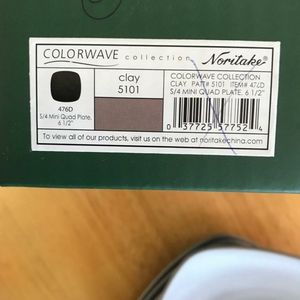 COLORWAVE collection Noritake
clay
5101
476D
S/4 Mini Quad Plate,
6 1/2"
COLORWAVE COLLECTION
CLAY PATT# 5101 ITEM# 476D
S/4 MINI QUAD PLATE, 6 1/2"
0 37725 57752 4
To view all of our products, visit us on the web at noritakechina.com